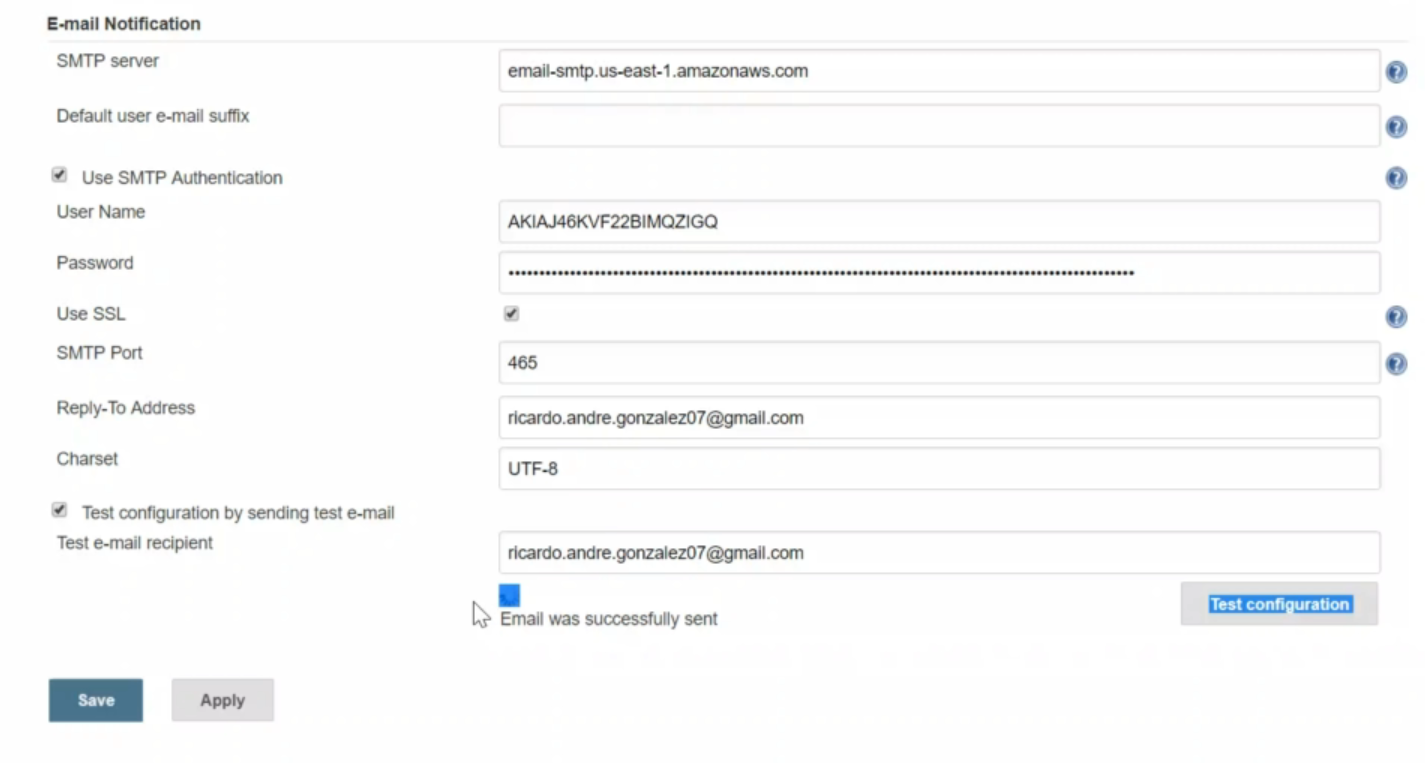 E-mail Notification
SMTP server
email-smtp.us-east-1.amazonaws.com
Default user e-mail suffix
Use SMTP Authentication
User Name
AKIAJ46KVF22BIMQZIGQ
Password
Use SSL
SMTP Port
465
Reply-To Address
ricardo.andre.gonzalez07@gmail.com
Charset
UTF-8
Test configuration by sending test e-mail
Test e-mail recipient
ricardo.andre.gonzalez07@gmail.com
Email was successfully sent
Test configuration
Save
Apply